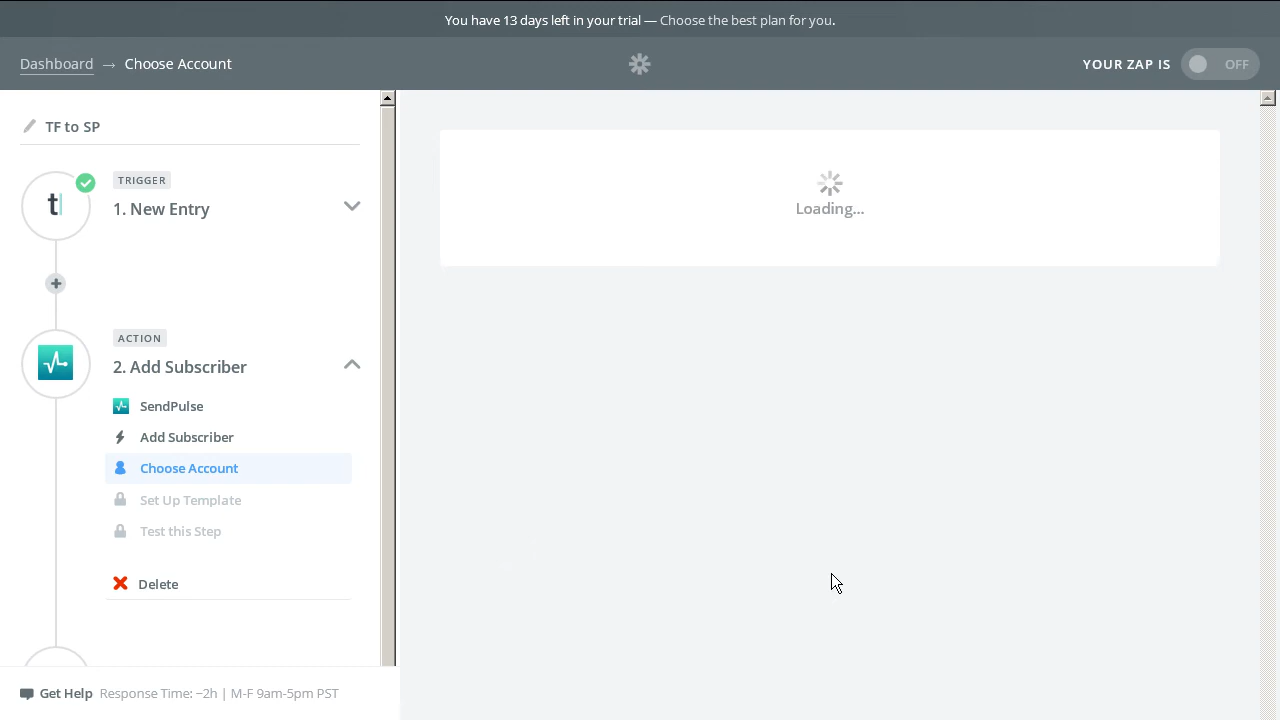 You have 13 days left in your trial — Choose the best plan for you.
Dashboard → Choose Account
YOUR ZAP IS OFF
TF to SP
TRIGGER
1. New Entry
Loading...
ACTION
2. Add Subscriber
SendPulse
Add Subscriber
Choose Account
Set Up Template
Test this Step
Delete
Get Help Response Time: ~2h | M-F 9am-5pm PST